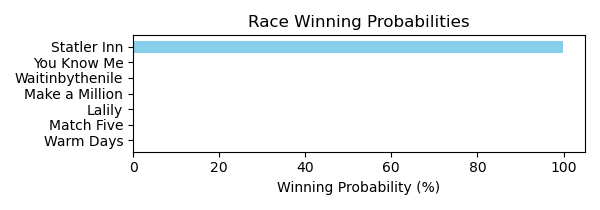 Race Winning Probabilities
Statler Inn
You Know Me
Waitinbythenile
Make a Million
Lalily
Match Five
Warm Days
0 20 40 60 80 100
Winning Probability (%)